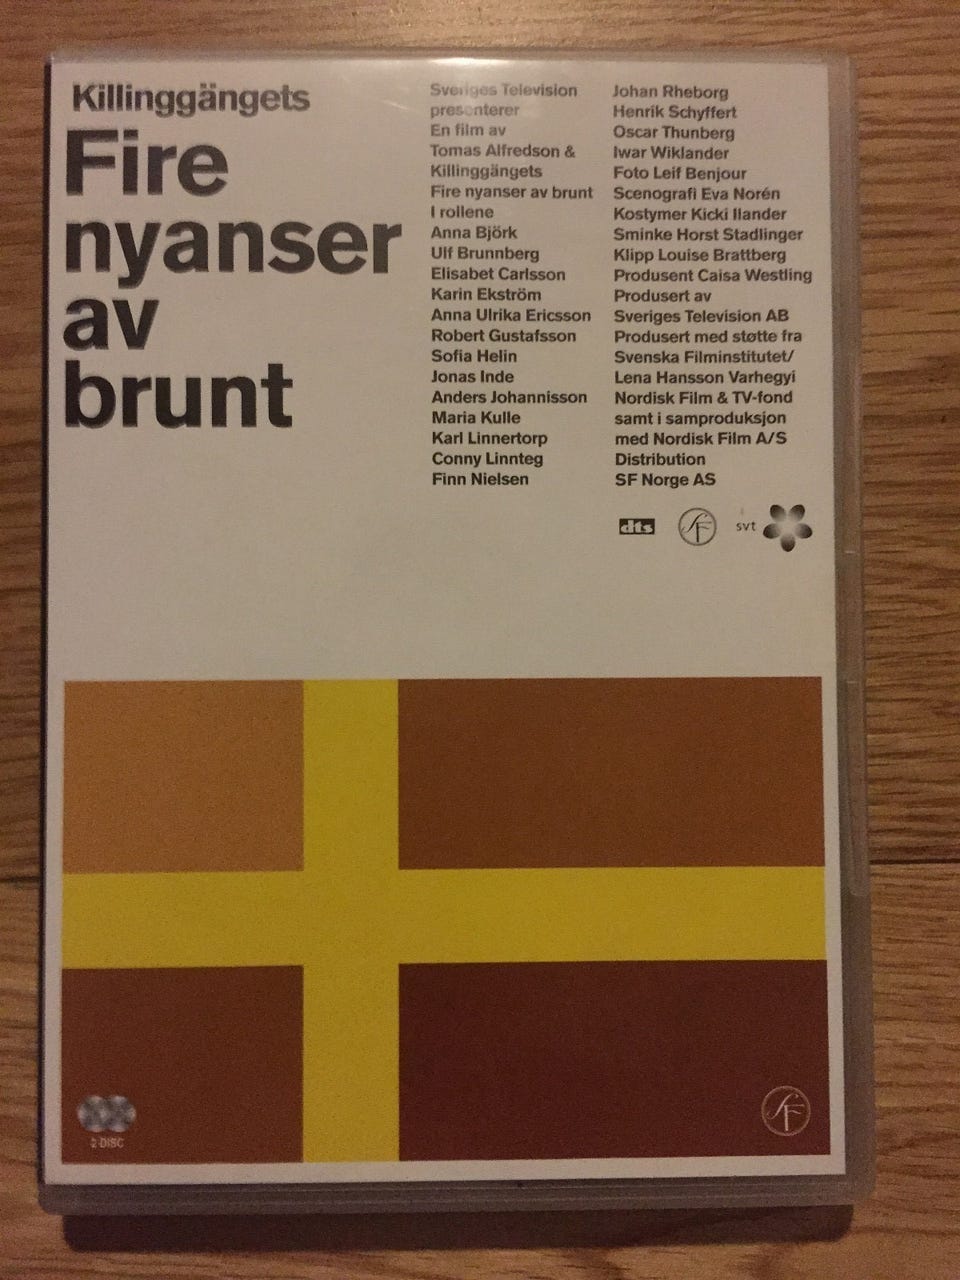 Killinggängets
Fire
nyanser
av
brunt
Sveriges Television
presenterer
En film av
Tomas Alfredson &
Killinggängets
Fire nyanser av brunt
I rollene
Anna Björk
Ulf Brunnberg
Elisabet Carlsson
Karin Ekström
Anna Ulrika Ericsson
Robert Gustafsson
Sofia Helin
Jonas Inde
Anders Johannisson
Maria Kulle
Karl Linnertorp
Conny Linnteg
Finn Nielsen
Johan Rheborg
Henrik Schyffert
Oscar Thunberg
Iwar Wiklander
Foto Leif Benjour
Scenografi Eva Norén
Kostymer Kicki Ilander
Sminke Horst Stadlinger
Klipp Louise Brattberg
Produsent Caisa Westling
Produsert av
Sveriges Television AB
Produsert med støtte fra
Svenska Filminstitutet/
Lena Hansson Varhegyi
Nordisk Film & TV-fond
samt i samproduksjon
med Nordisk Film A/S
Distribution
SF Norge AS
dts
SF
svt
2 DISC
SF